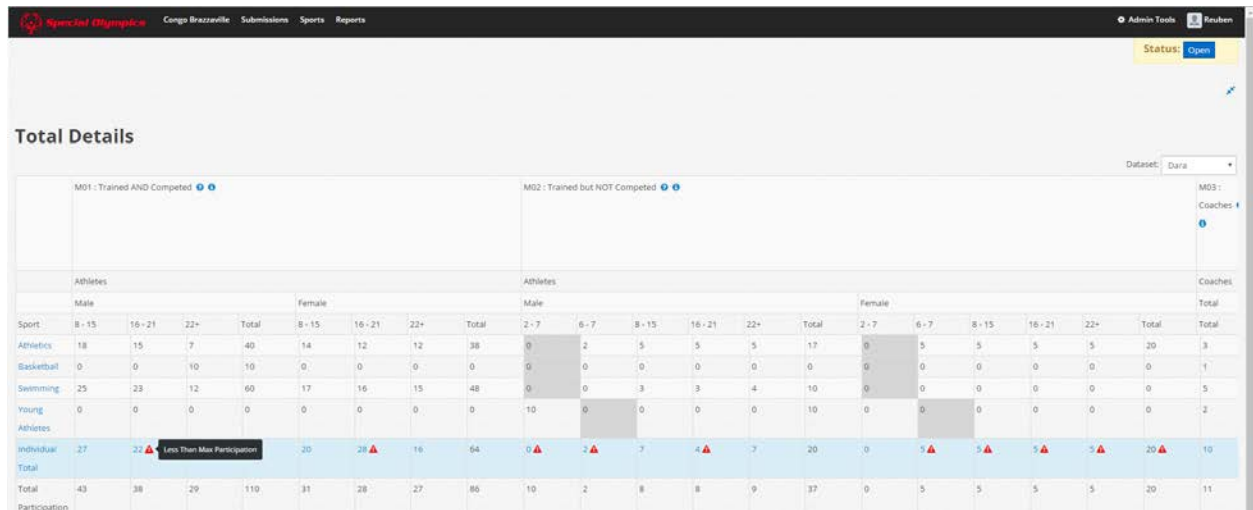 Special Olympics Congo Brazzaville Submissions Sports Reports Admin Tools Reuben
Status: Open
Total Details
Dataset: Dara
M01 : Trained AND Competed M02 : Trained but NOT Competed M03 :
Coaches
Athletes Athletes Coaches
Male Female Male Female Total
Sport 8 - 15 16 - 21 22+ Total 8 - 15 16 - 21 22+ Total 2 - 7 6 - 7 8 - 15 16 - 21 22+ Total 2 - 7 6 - 7 8 - 15 16 - 21 22+ Total Total
Athletics 18 15 7 40 14 12 12 38 0 2 5 5 5 17 0 5 5 5 5 20 3
Basketball 0 0 10 10 0 0 0 0 0 0 0 0 0 0 0 0 0 0 0 0 1
Swimming 25 23 12 60 17 16 15 48 0 0 3 3 4 10 0 0 0 0 0 0 5
Young 0 0 0 0 0 0 0 0 10 0 0 0 0 10 0 0 0 0 0 0 2
Athletes
Individual 27 22 Less Than Max Participation 20 28 16 64 0 2 7 4 7 20 0 5 5 5 5 20 10
Total
Total 43 38 29 110 31 28 27 86 10 2 8 8 9 37 0 5 5 5 5 20 11
Participation